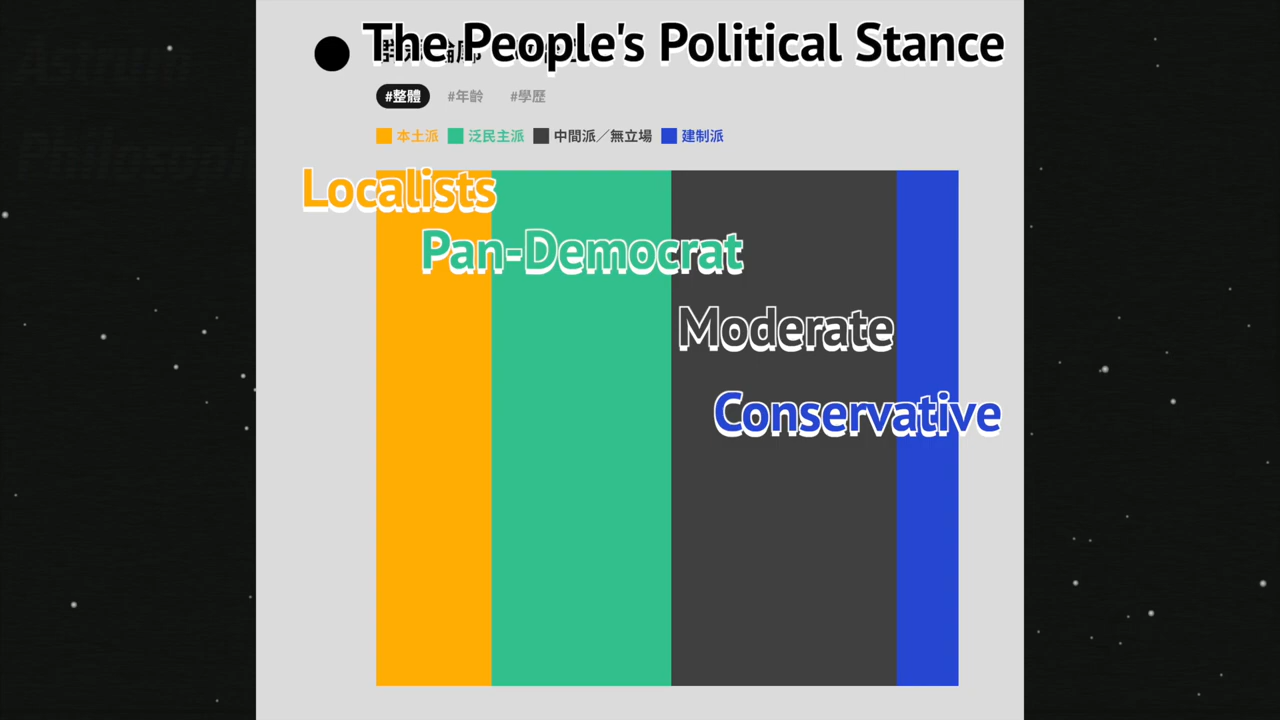 The People's Political Stance
#整體 #年齡 #學歷
本土派 泛民主派 中間派／無立場 建制派
Localists
Pan-Democrat
Moderate
Conservative